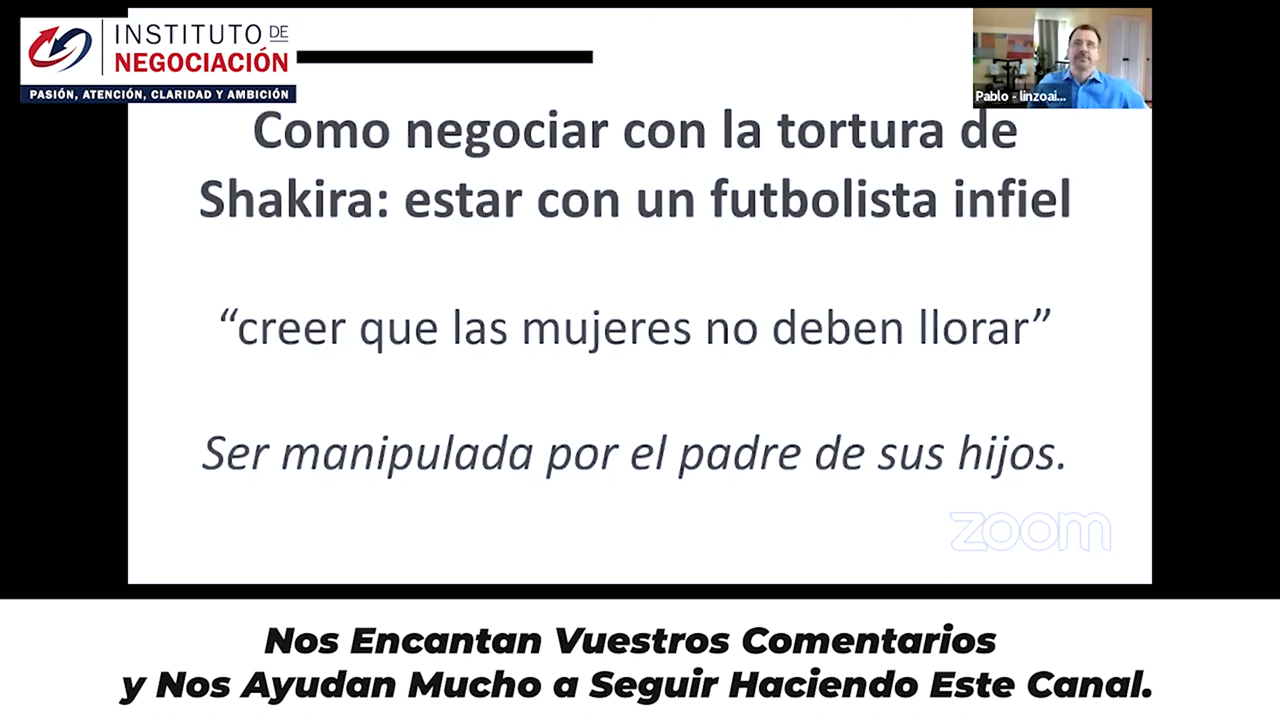 INSTITUTO DE
NEGOCIACIÓN
PASIÓN, ATENCIÓN, CLARIDAD Y AMBICIÓN
Pablo - linzoai...
Como negociar con la tortura de
Shakira: estar con un futbolista infiel
“creer que las mujeres no deben llorar”
Ser manipulada por el padre de sus hijos.
zoom
Nos Encantan Vuestros Comentarios
y Nos Ayudan Mucho a Seguir Haciendo Este Canal.